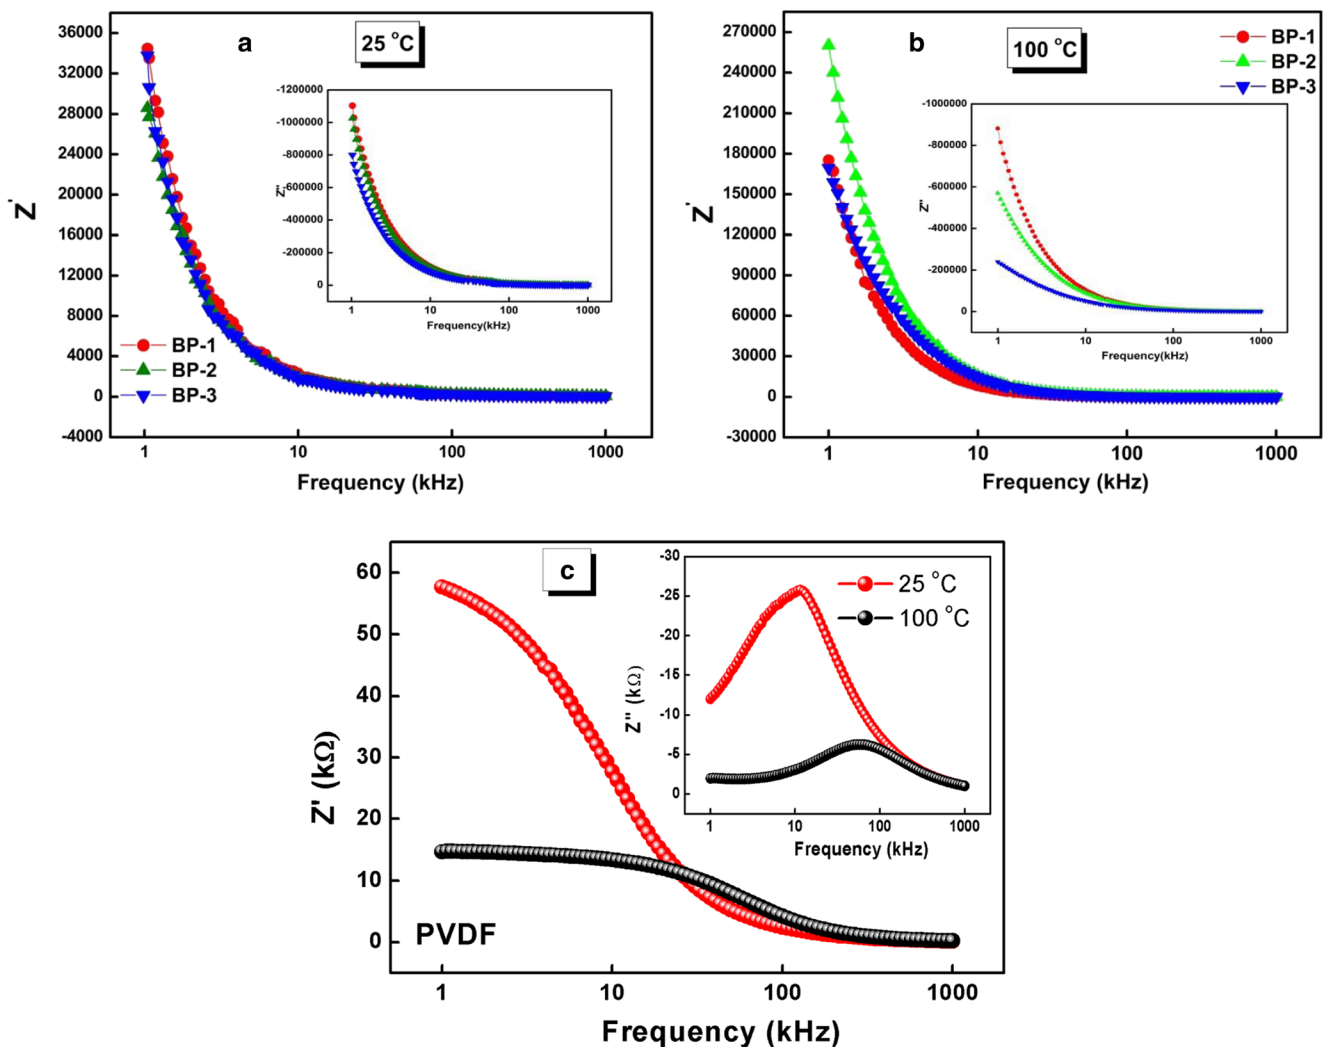 a
25 °C
36000
32000
28000
24000
20000
16000
12000
8000
4000
0
-4000
Z'
1
10
100
1000
Frequency (kHz)
BP-1
BP-2
BP-3
-1200000
-1000000
-800000
-600000
-400000
-200000
0
Z"
1
10
100
1000
Frequency(kHz)
b
100 °C
BP-1
BP-2
BP-3
270000
240000
210000
180000
150000
120000
90000
60000
30000
0
-30000
Z'
1
10
100
1000
Frequency (kHz)
-1000000
-800000
-600000
-400000
-200000
0
Z"
1
10
100
1000
Frequency(kHz)
c
60
50
40
30
20
10
0
Z' (kΩ)
PVDF
1
10
100
1000
Frequency (kHz)
-30
-25
-20
-15
-10
-5
0
Z" (kΩ)
25 °C
100 °C
1
10
100
1000
Frequency (kHz)